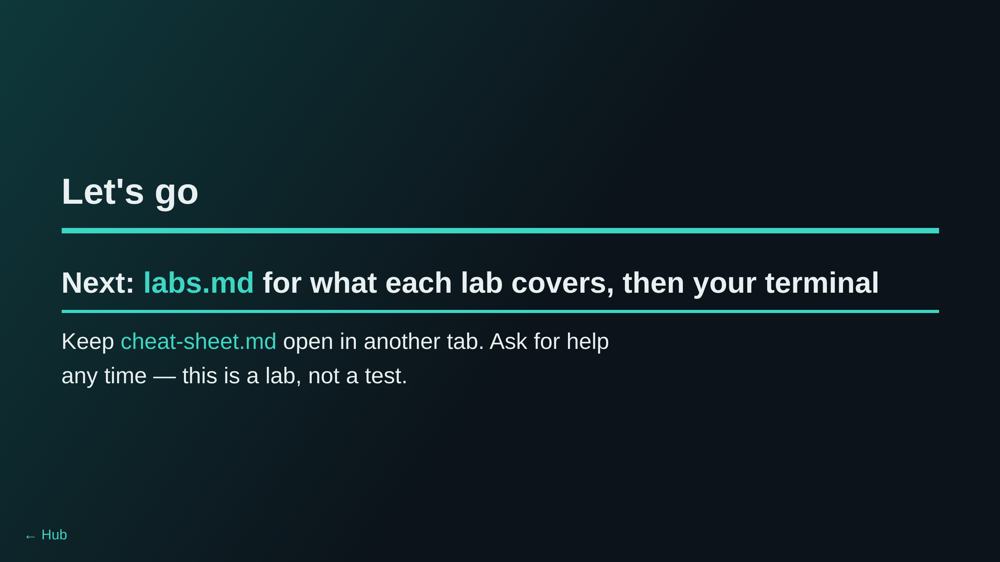 Let's go
Next: labs.md for what each lab covers, then your terminal
Keep cheat-sheet.md open in another tab. Ask for help
any time — this is a lab, not a test.
← Hub